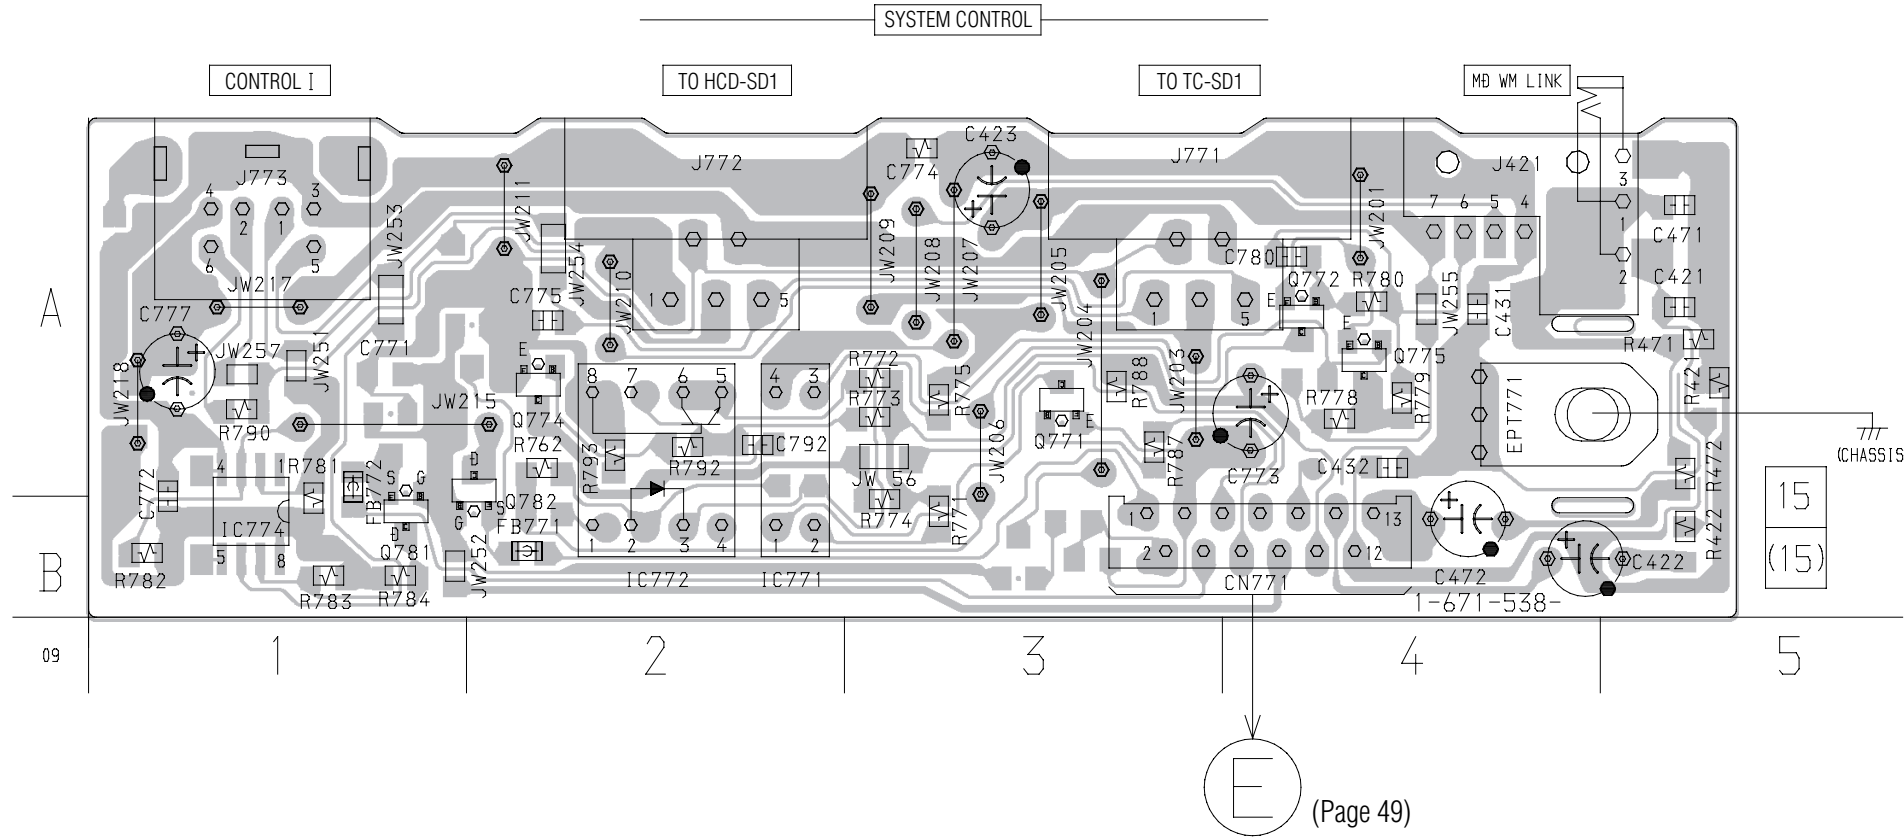 SYSTEM CONTROL
CONTROL I
TO HCD-SD1
TO TC-SD1
MD WM LINK
C423
J773
J772
C774
J771
J421
4
3
2
1
6
5
JW253
JW211
JW254
JW210
JW209
JW208
JW207
JW205
JW201
7
6
5
4
3
1
2
C471
C421
A
JW217
C777
C775
1
5
C780
Q772
R780
E
1
5
JW255
C431
JW204
R471
JW218
JW257
JW251
C771
E
8
7
6
5
4
3
R772
R773
R775
R788
JW203
E
Q775
R778
R779
EPT771
R421
JW215
R790
Q774
R762
R793
R792
C792
JW206
Q771
E
R787
C773
C432
(CHASSIS
C772
4
1
R781
FB772
S
G
D
G
S
Q782
FB771
JW 56
R774
R771
R472
R422
15
(15)
IC774
5
8
D
Q781
1
2
3
4
1
2
1
13
2
12
B
R782
R783
R784
JW252
IC772
IC771
CN771
C472
C422
1-671-538-
09
1
2
3
4
5
E
(Page 49)